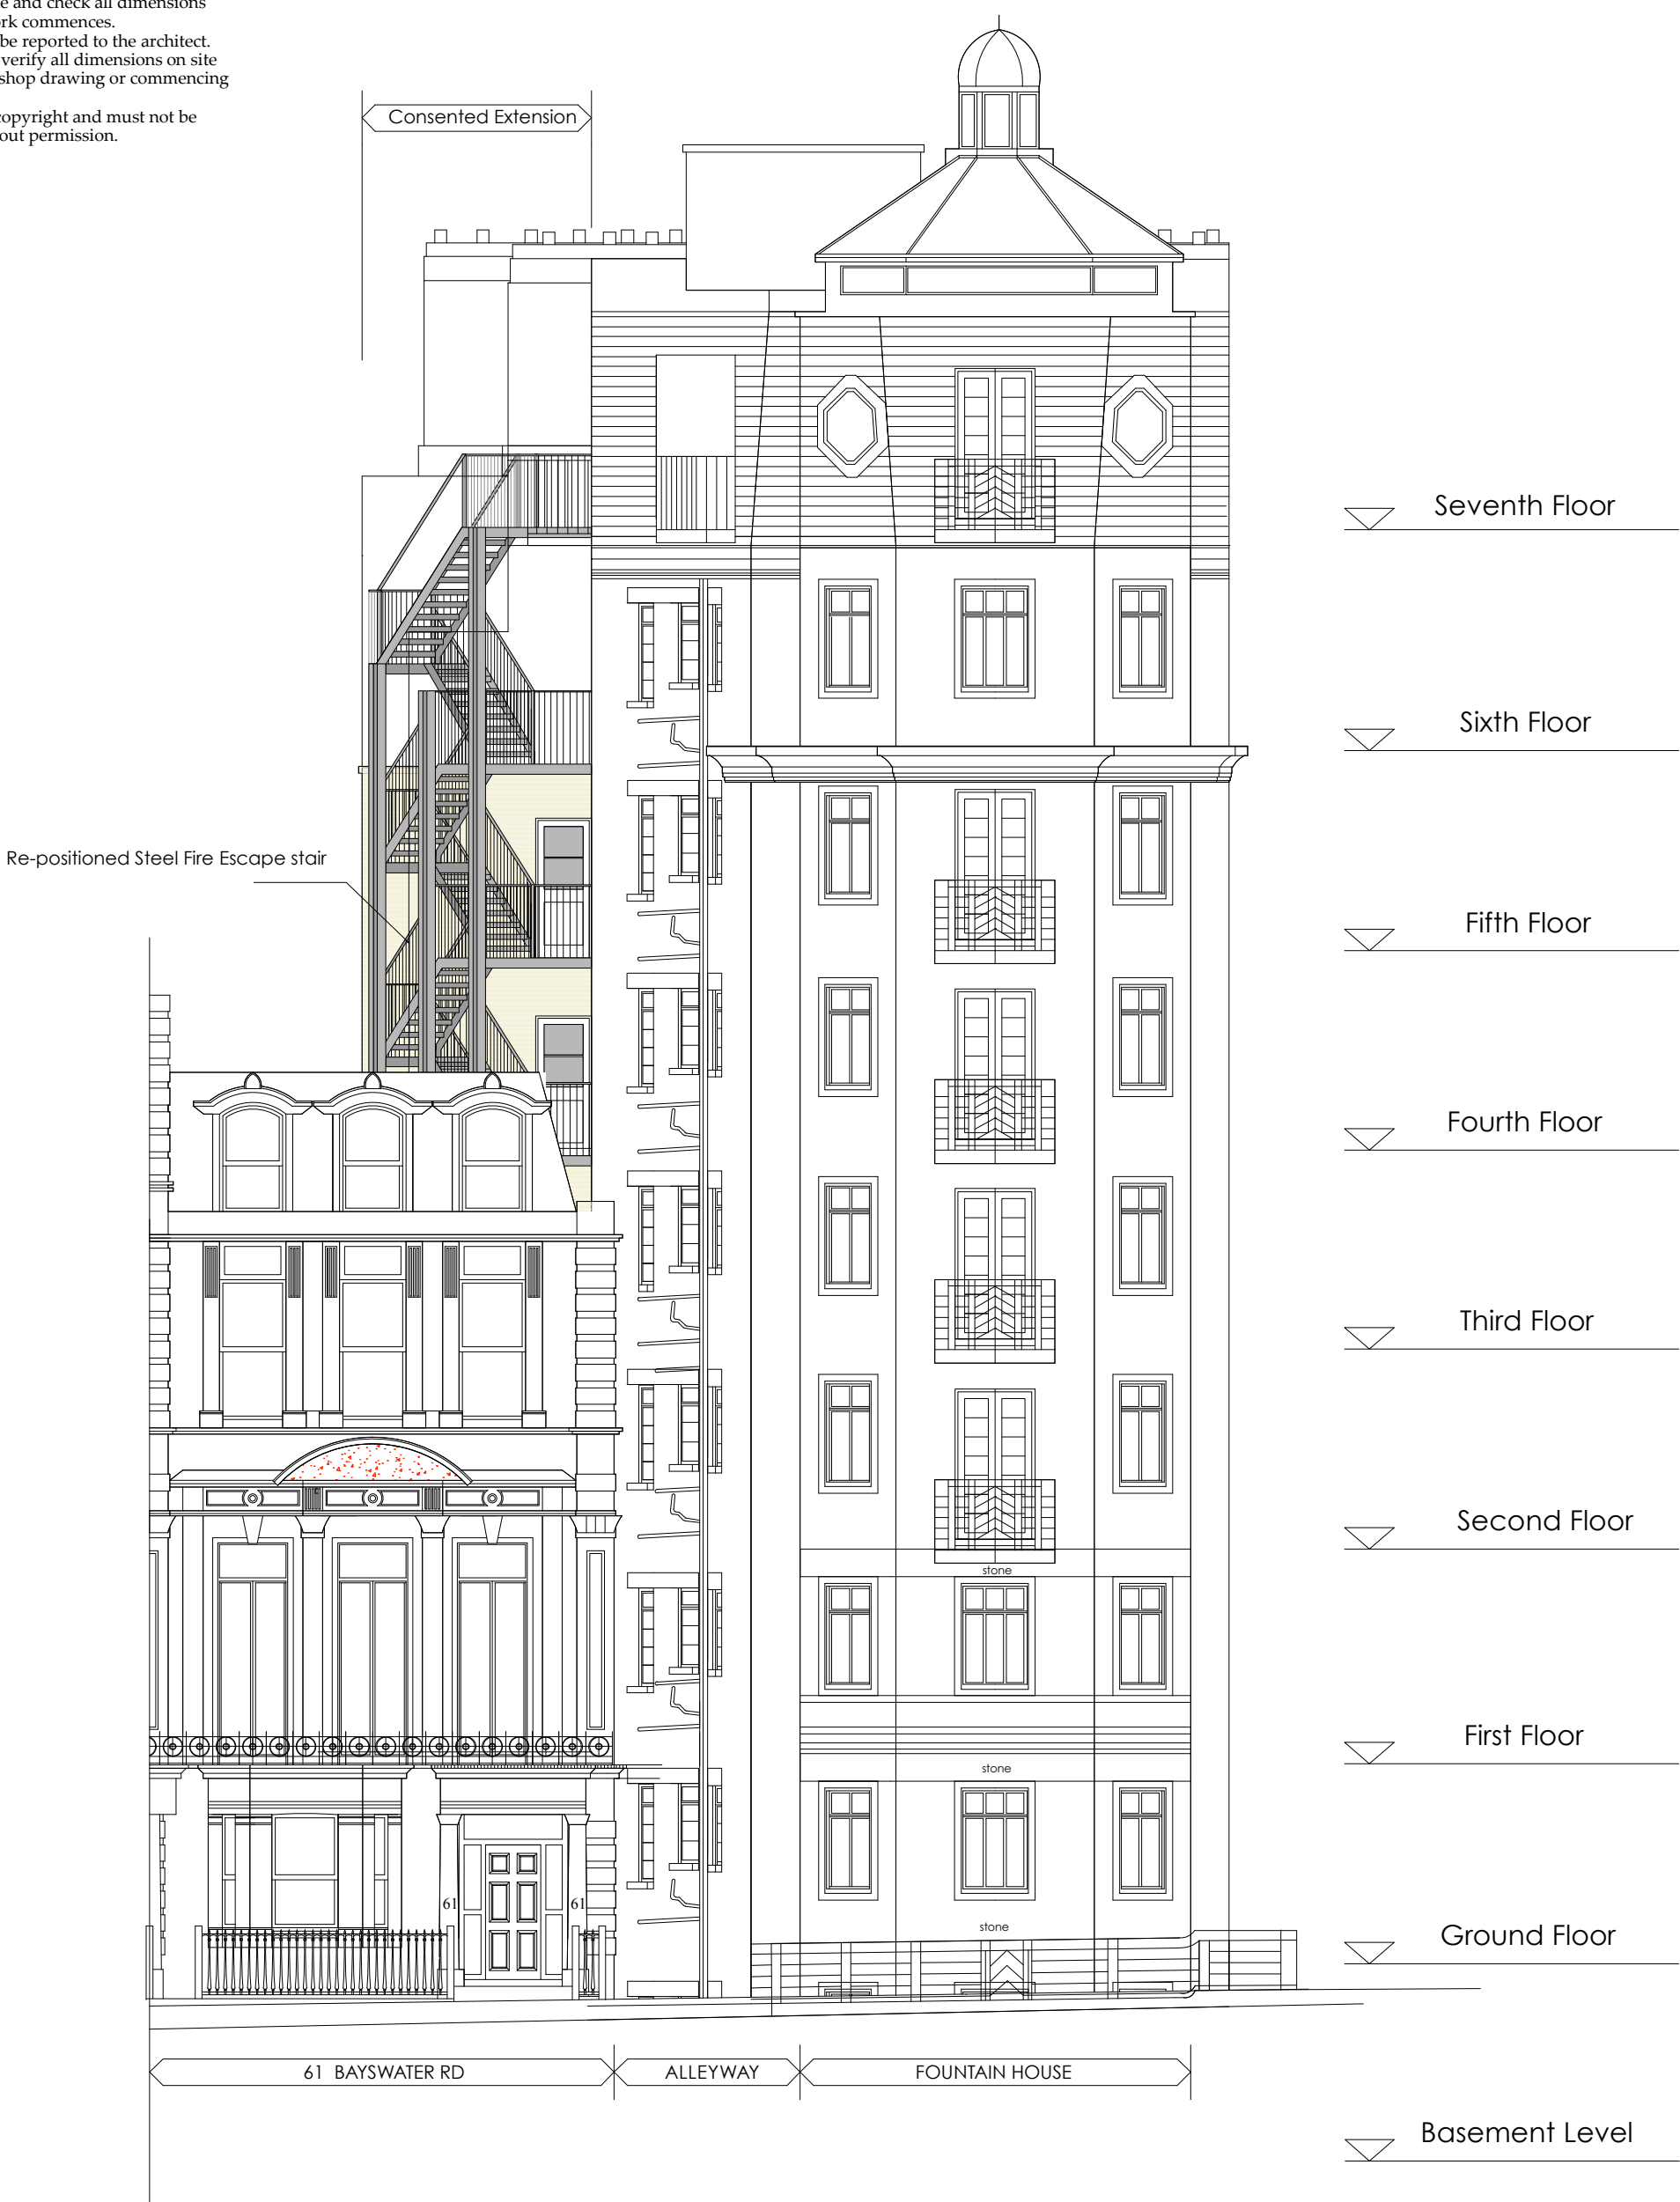 e and check all dimensions
rk commences.
be reported to the architect.
verify all dimensions on site
shop drawing or commencing
copyright and must not be
out permission.
Consented Extension
Seventh Floor
Sixth Floor
Re-positioned Steel Fire Escape stair
Fifth Floor
Fourth Floor
Third Floor
Second Floor
stone
First Floor
stone
61
61
stone
Ground Floor
61 BAYSWATER RD
ALLEYWAY
FOUNTAIN HOUSE
Basement Level